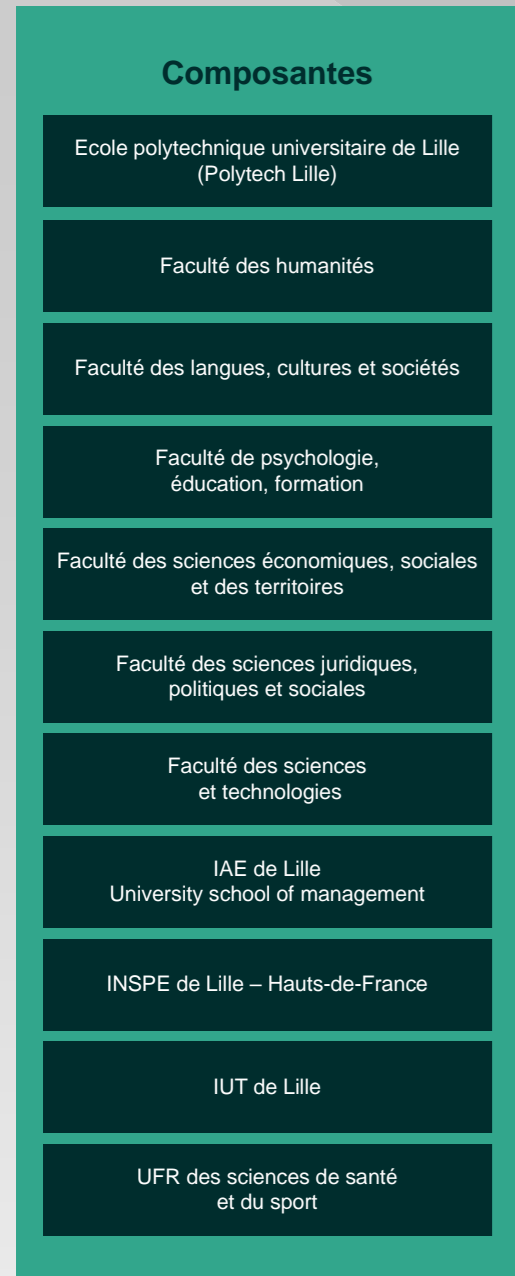 Composantes
Ecole polytechnique universitaire de Lille
(Polytech Lille)
Faculté des humanités
Faculté des langues, cultures et sociétés
Faculté de psychologie,
éducation, formation
Faculté des sciences économiques, sociales
et des territoires
Faculté des sciences juridiques,
politiques et sociales
Faculté des sciences
et technologies
IAE de Lille
University school of management
INSPE de Lille – Hauts-de-France
IUT de Lille
UFR des sciences de santé
et du sport